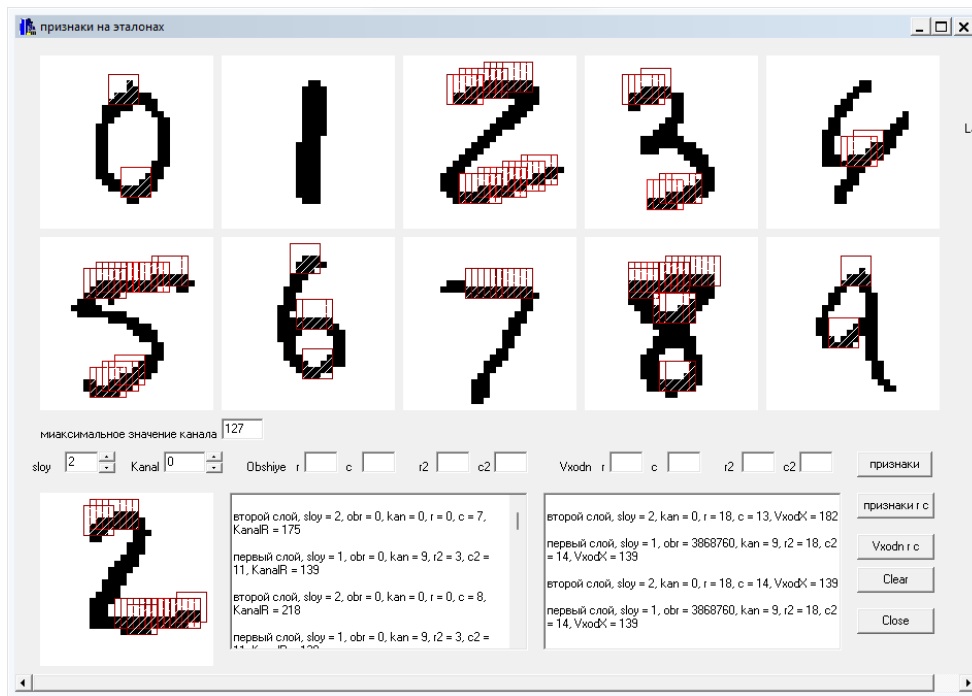 признаки на эталонах
La
миаксимальное значение канала 127
sloy 2 Kanal 0 Obshiye r c r2 c2 Vxodn r c r2 c2 признаки
второй слой, sloy = 2, obr = 0, kan = 0, r = 0, c = 7,
KanalR = 175
первый слой, sloy = 1, obr = 0, kan = 9, r2 = 3, c2 =
11, KanalR = 139
второй слой, sloy = 2, obr = 0, kan = 0, r = 0, c = 8,
KanalR = 218
первый слой, sloy = 1, obr = 0, kan = 9, r2 = 3, c2 =
11, KanalR = 139
второй слой, sloy = 2, kan = 0, r = 18, c = 13, VxodX = 182
первый слой, sloy = 1, obr = 3868760, kan = 9, r2 = 18, c2
= 14, VxodX = 139
второй слой, sloy = 2, kan = 0, r = 18, c = 14, VxodX = 139
первый слой, sloy = 1, obr = 3868760, kan = 9, r2 = 18, c2
= 14, VxodX = 139
признаки r c
Vxodn r c
Clear
Close